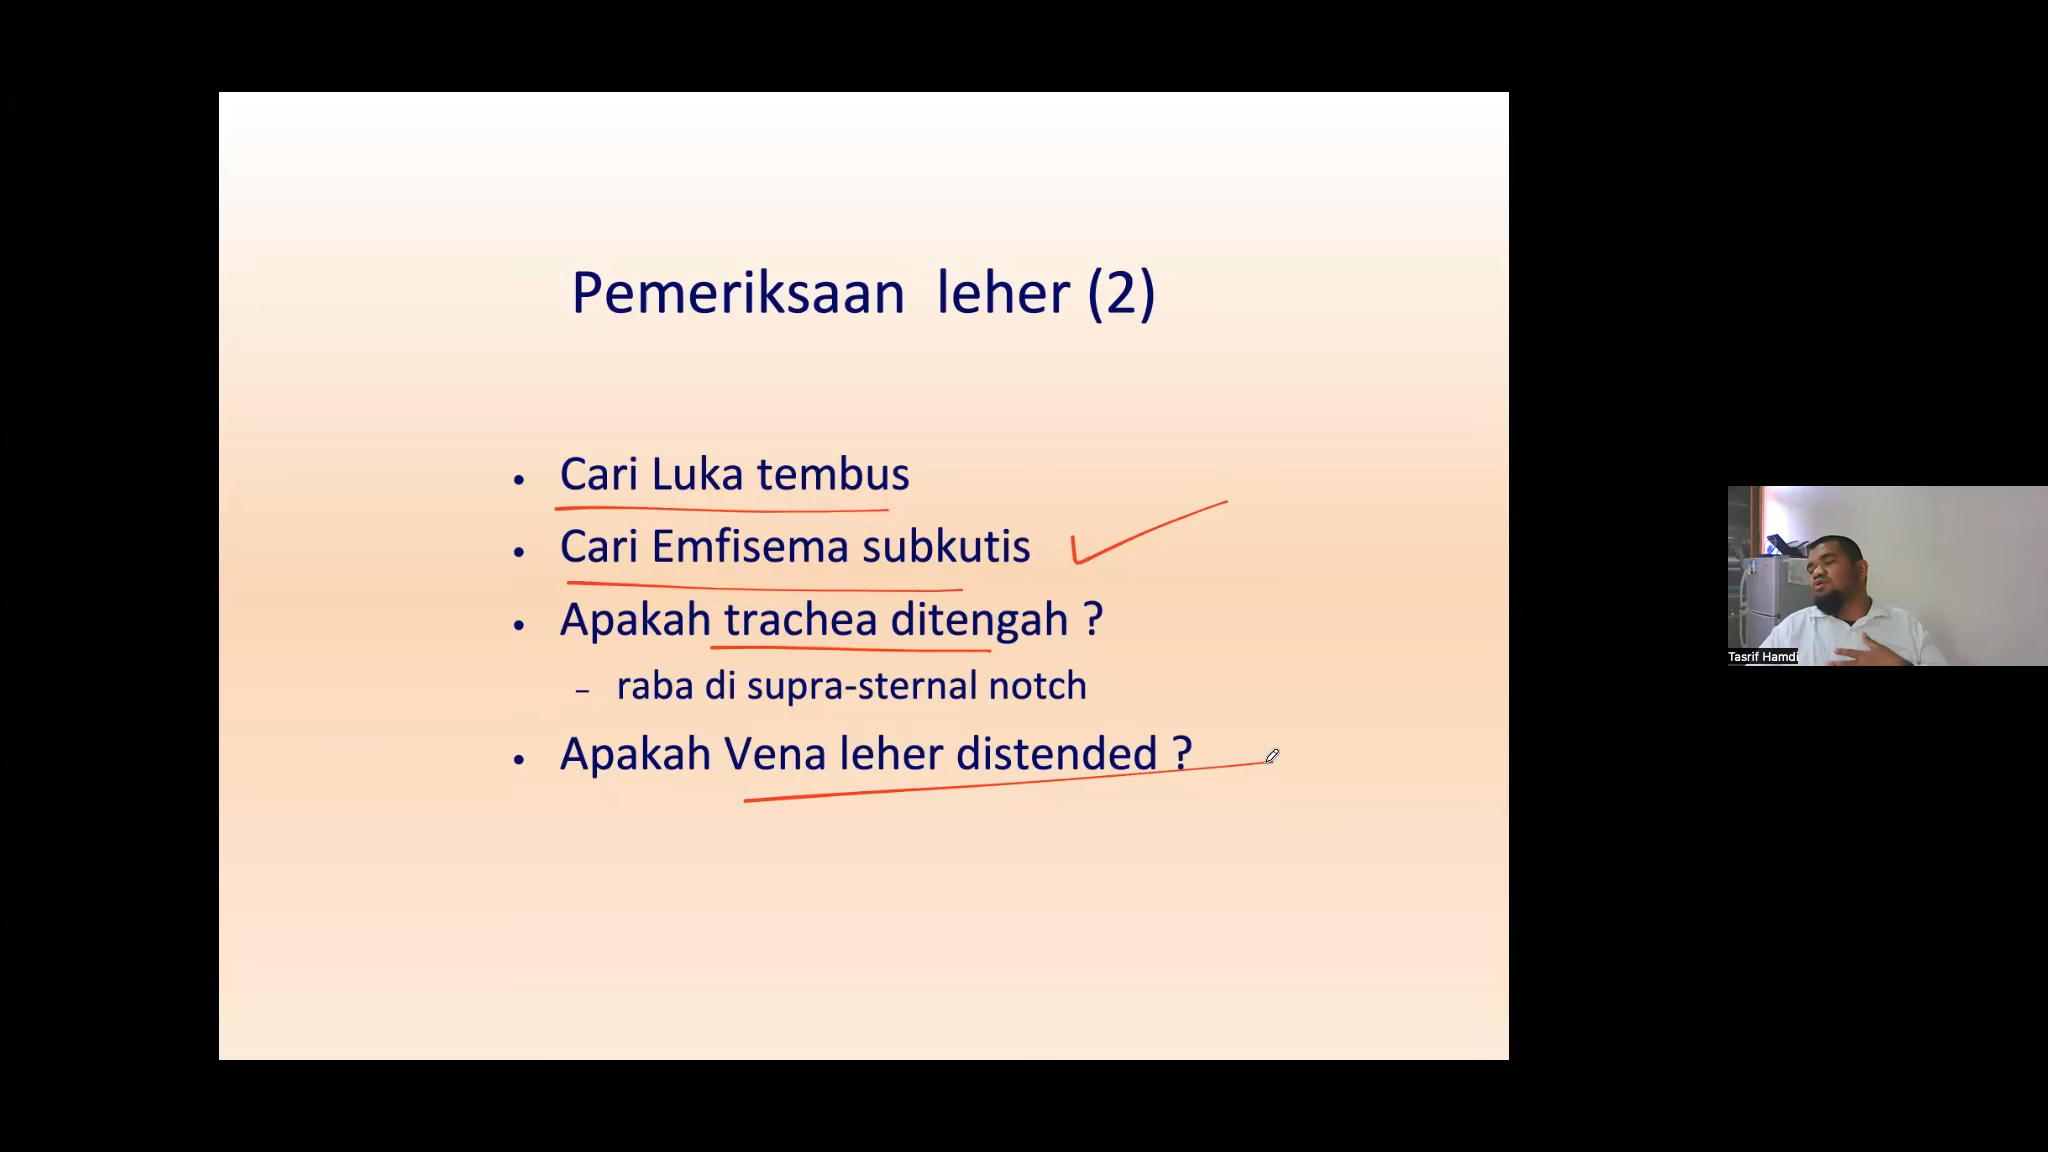 Pemeriksaan leher (2)
• Cari Luka tembus
• Cari Emfisema subkutis
• Apakah trachea ditengah ?
– raba di supra-sternal notch
• Apakah Vena leher distended ?
Tasrif Hamdi